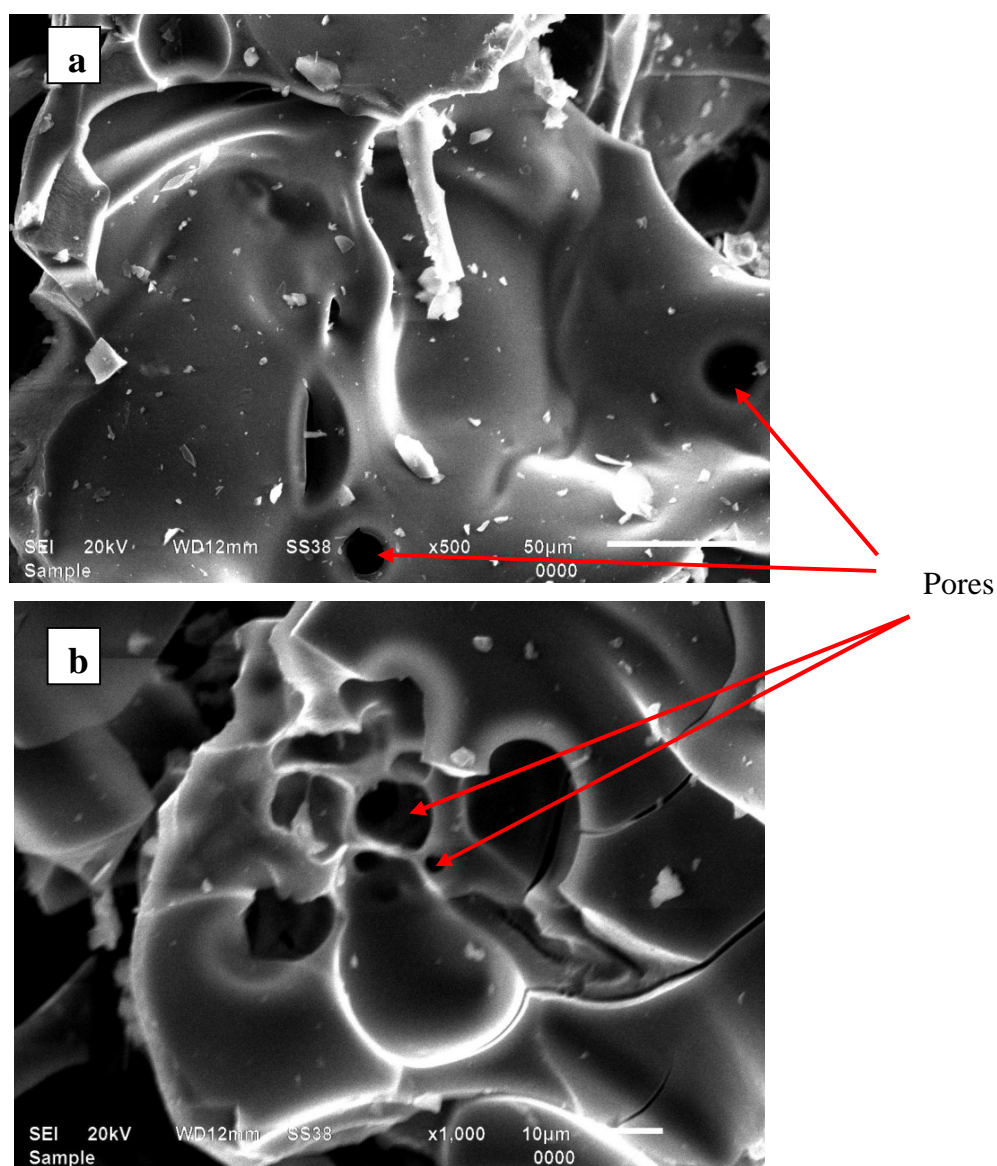 a
SEI 20kV WD12mm SS38 x500 50µm
Sample 0000
Pores
b
SEI 20kV WD12mm SS38 x1,000 10µm
Sample 0000